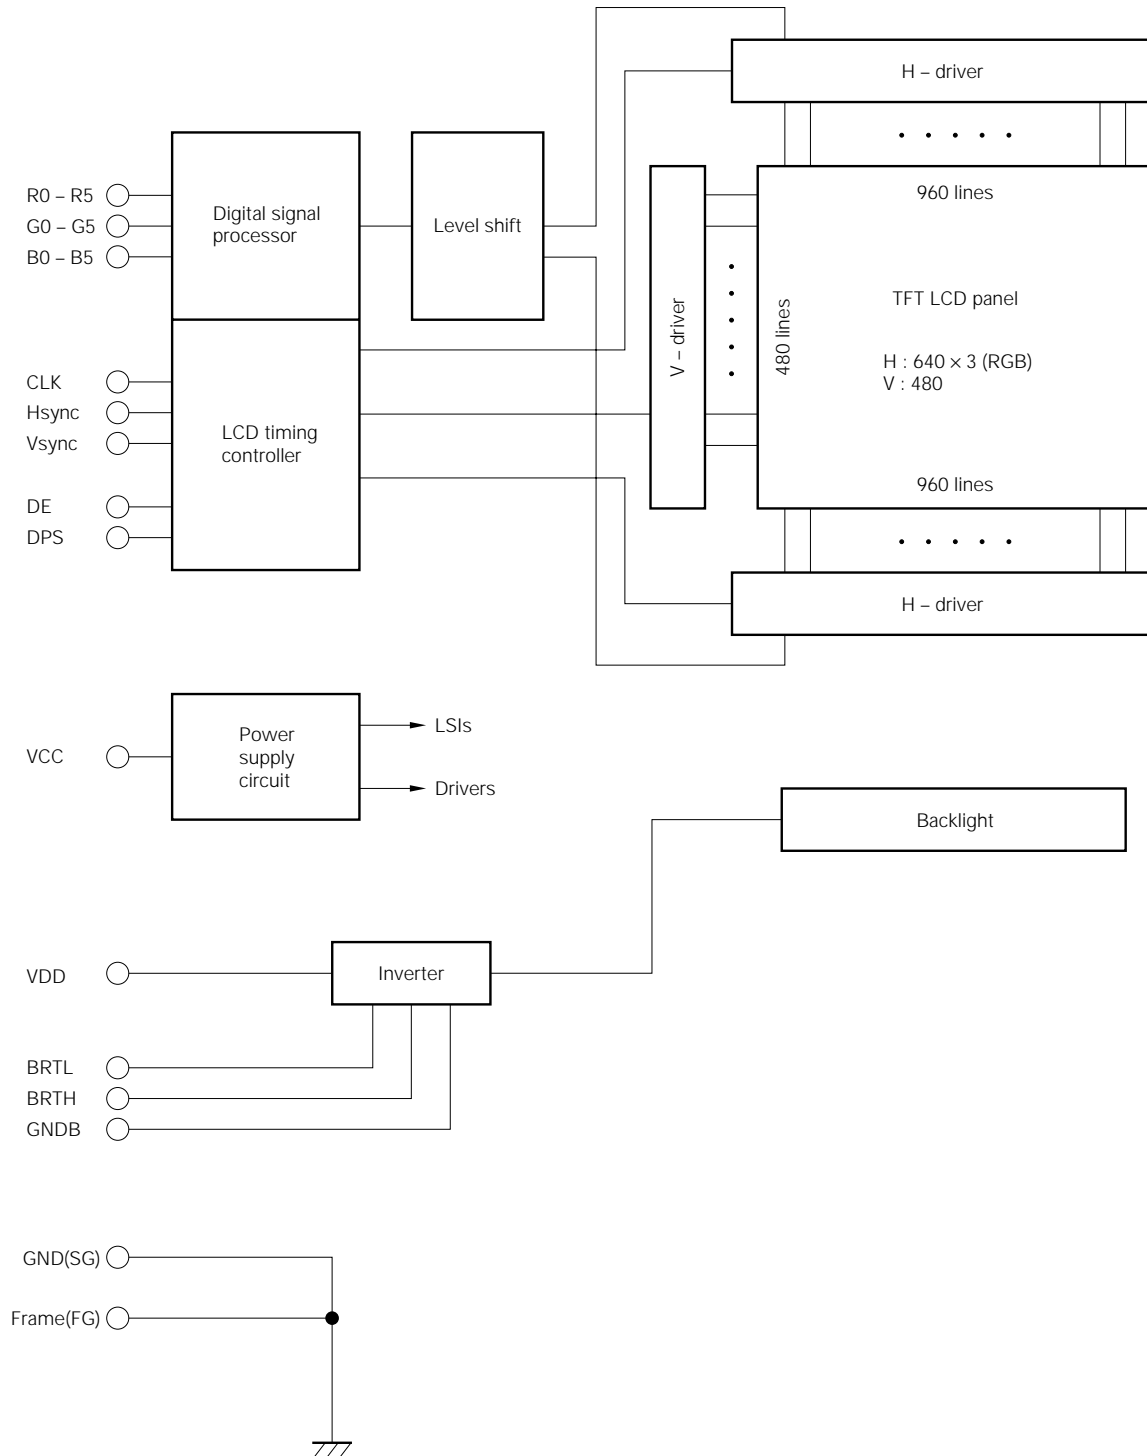 H – driver
R0 – R5
G0 – G5
B0 – B5
Digital signal
processor
Level shift
960 lines
V – driver
480 lines
TFT LCD panel
H : 640 × 3 (RGB)
V : 480
960 lines
CLK
Hsync
Vsync
DE
DPS
LCD timing
controller
H – driver
VCC
Power
supply
circuit
LSIs
Drivers
Backlight
VDD
Inverter
BRTL
BRTH
GNDB
GND(SG)
Frame(FG)